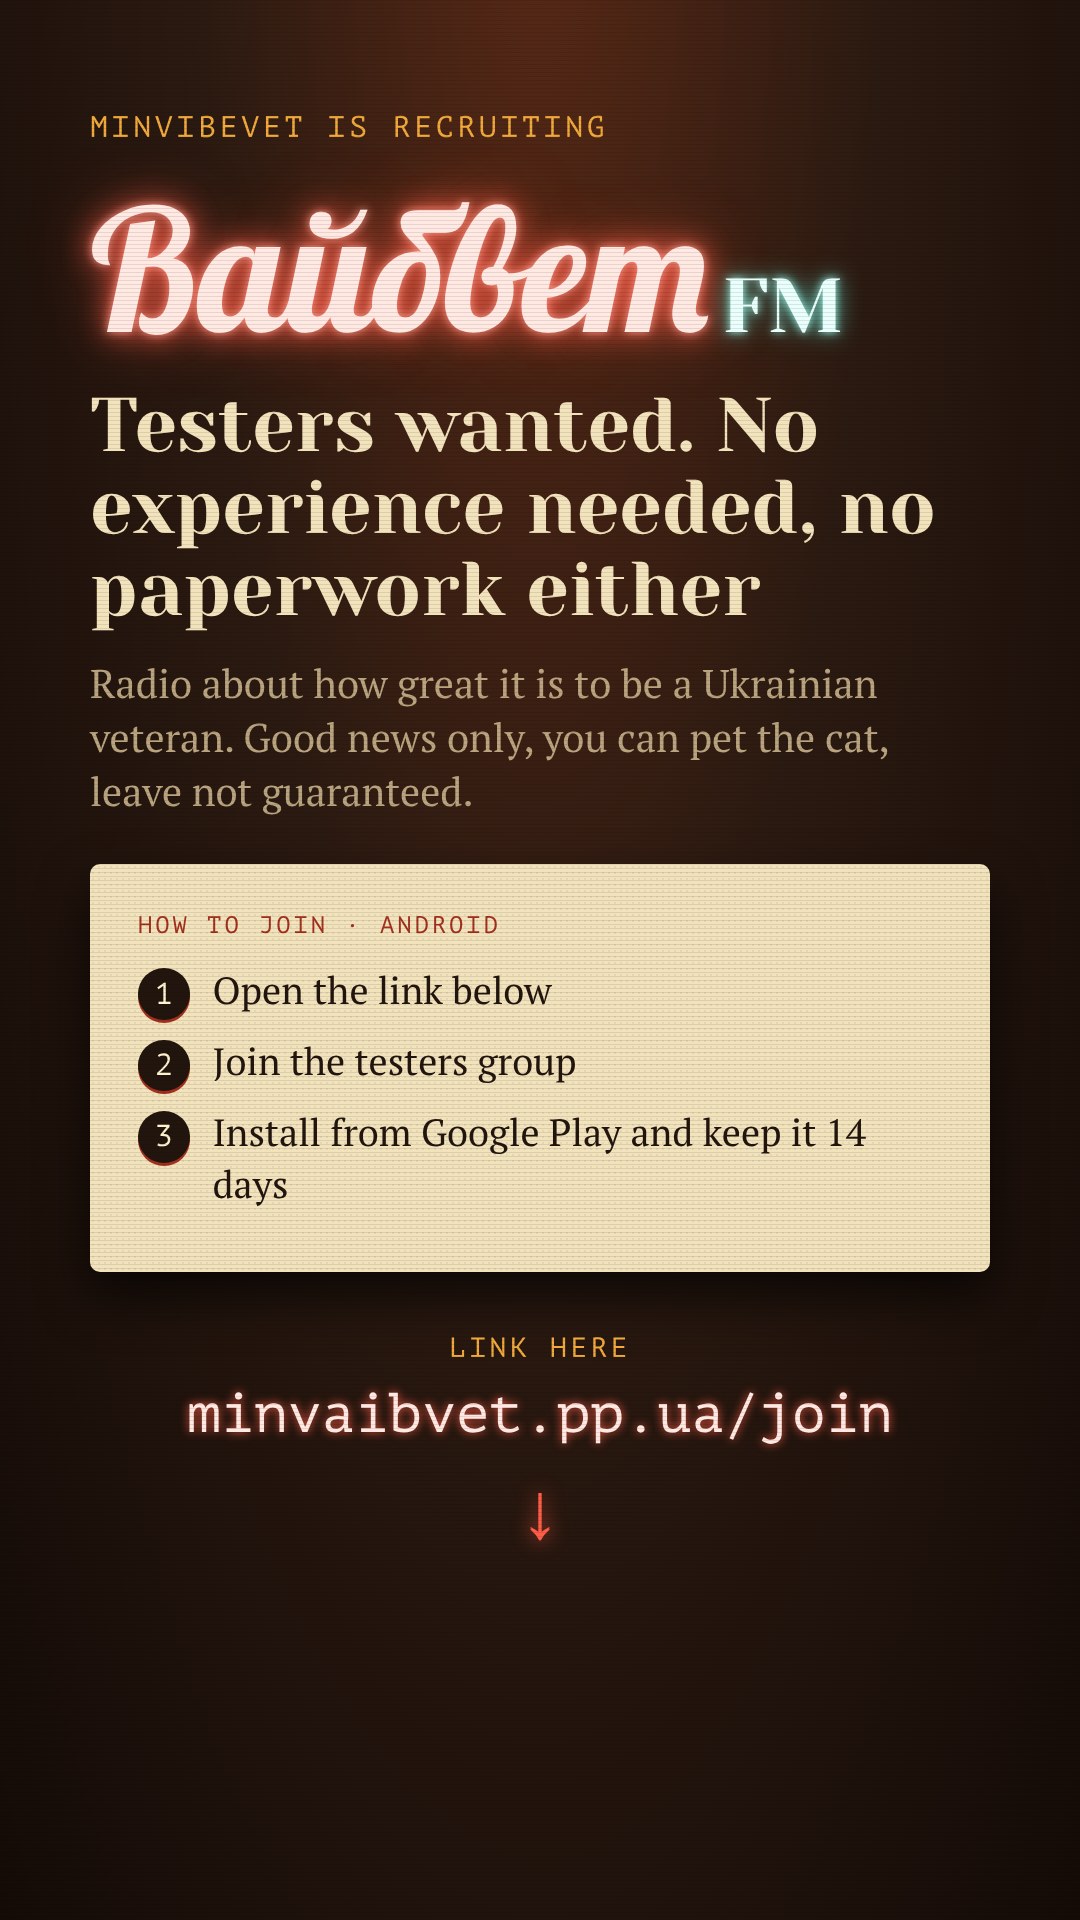 MINVIBEVET IS RECRUITING
Вайбвет FM
Testers wanted. No
experience needed, no
paperwork either
Radio about how great it is to be a Ukrainian
veteran. Good news only, you can pet the cat,
leave not guaranteed.
HOW TO JOIN · ANDROID
1 Open the link below
2 Join the testers group
3 Install from Google Play and keep it 14
days
LINK HERE
minvaibvet.pp.ua/join
↓